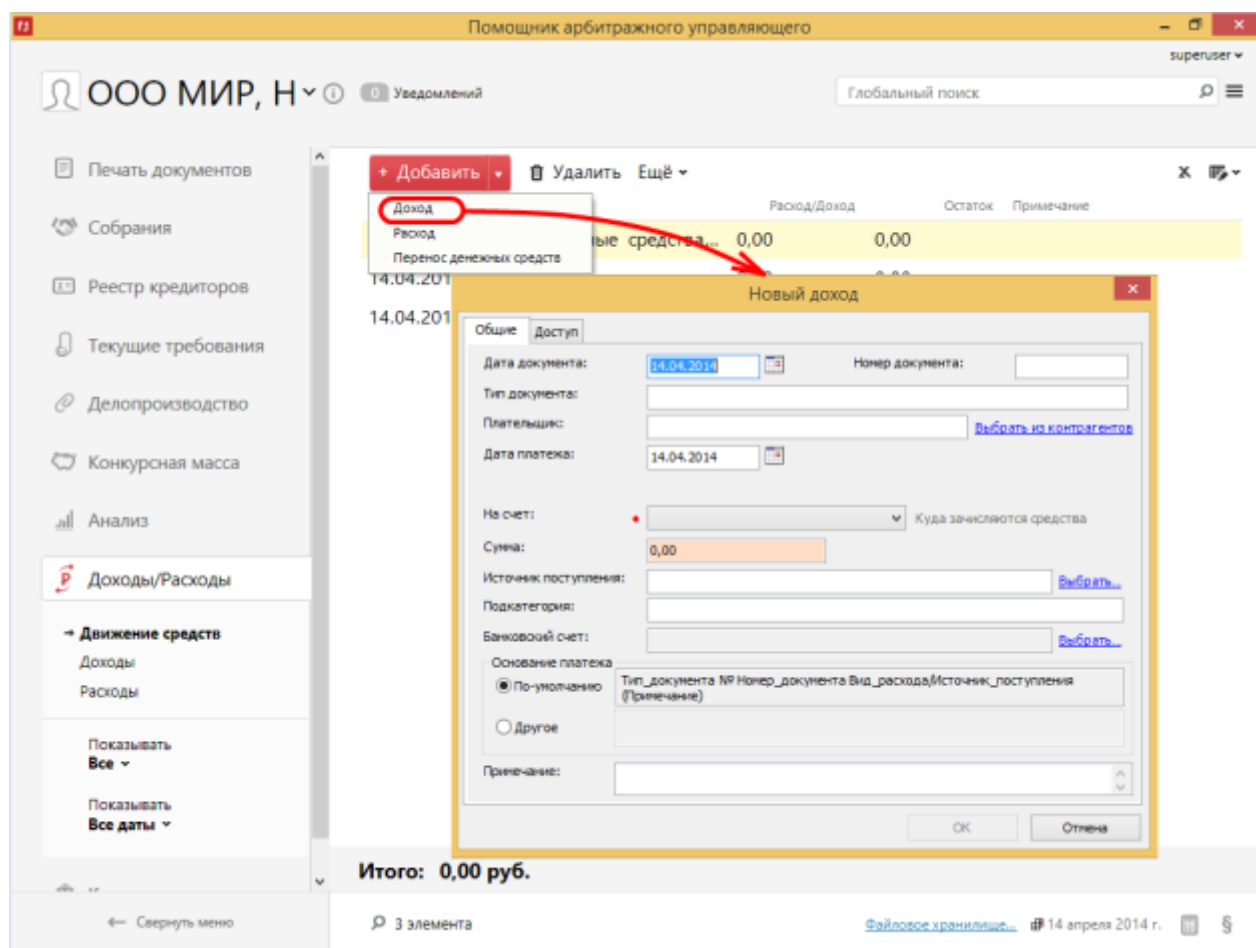 Помощник арбитражного управляющего
superuser
ООО МИР, Н
0 Уведомлений
Глобальный поиск
Печать документов
Собрания
Реестр кредиторов
Текущие требования
Делопроизводство
Конкурсная масса
Анализ
Доходы/Расходы
→ Движение средств
Доходы
Расходы
Показывать
Все
Показывать
Все даты
← Свернуть меню
+ Добавить
Удалить
Ещё
Доход
Расход
Перенос денежных средств
Расход/Доход Остаток Примечание
средства... 0,00 0,00
14.04.201
14.04.201
Новый доход
Общие Доступ
Дата документа: 14.04.2014 Номер документа:
Тип документа:
Плательщик: Выбрать из контрагентов
Дата платежа: 14.04.2014
На счет: Куда зачисляются средства
Сумма: 0,00
Источник поступления: Выбрать...
Подкатегория:
Банковский счет: Выбрать...
Основание платежа
По-умолчанию Тип_документа № Номер_документа Вид_расхода/Источник_поступления
(Примечание)
Другое
Примечание:
OK Отмена
Итого: 0,00 руб.
3 элемента
Файловое хранилище... 14 апреля 2014 г. §